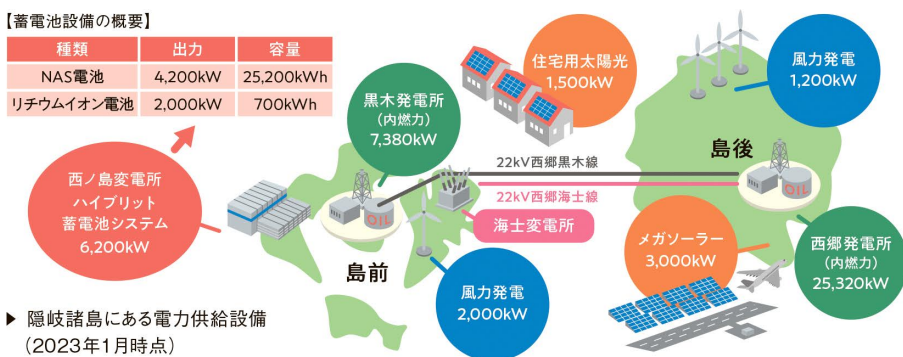 【蓄電池設備の概要】
種類 出力 容量
NAS電池 4,200kW 25,200kWh
リチウムイオン電池 2,000kW 700kWh
西ノ島変電所
ハイブリット
蓄電池システム
6,200kW
黒木発電所
(内燃力)
7,380kW
住宅用太陽光
1,500kW
風力発電
1,200kW
島後
22kV西郷黒木線
22kV西郷海士線
海士変電所
OIL
OIL
島前
風力発電
2,000kW
メガソーラー
3,000kW
西郷発電所
(内燃力)
25,320kW
▶ 隠岐諸島にある電力供給設備
(2023年1月時点)